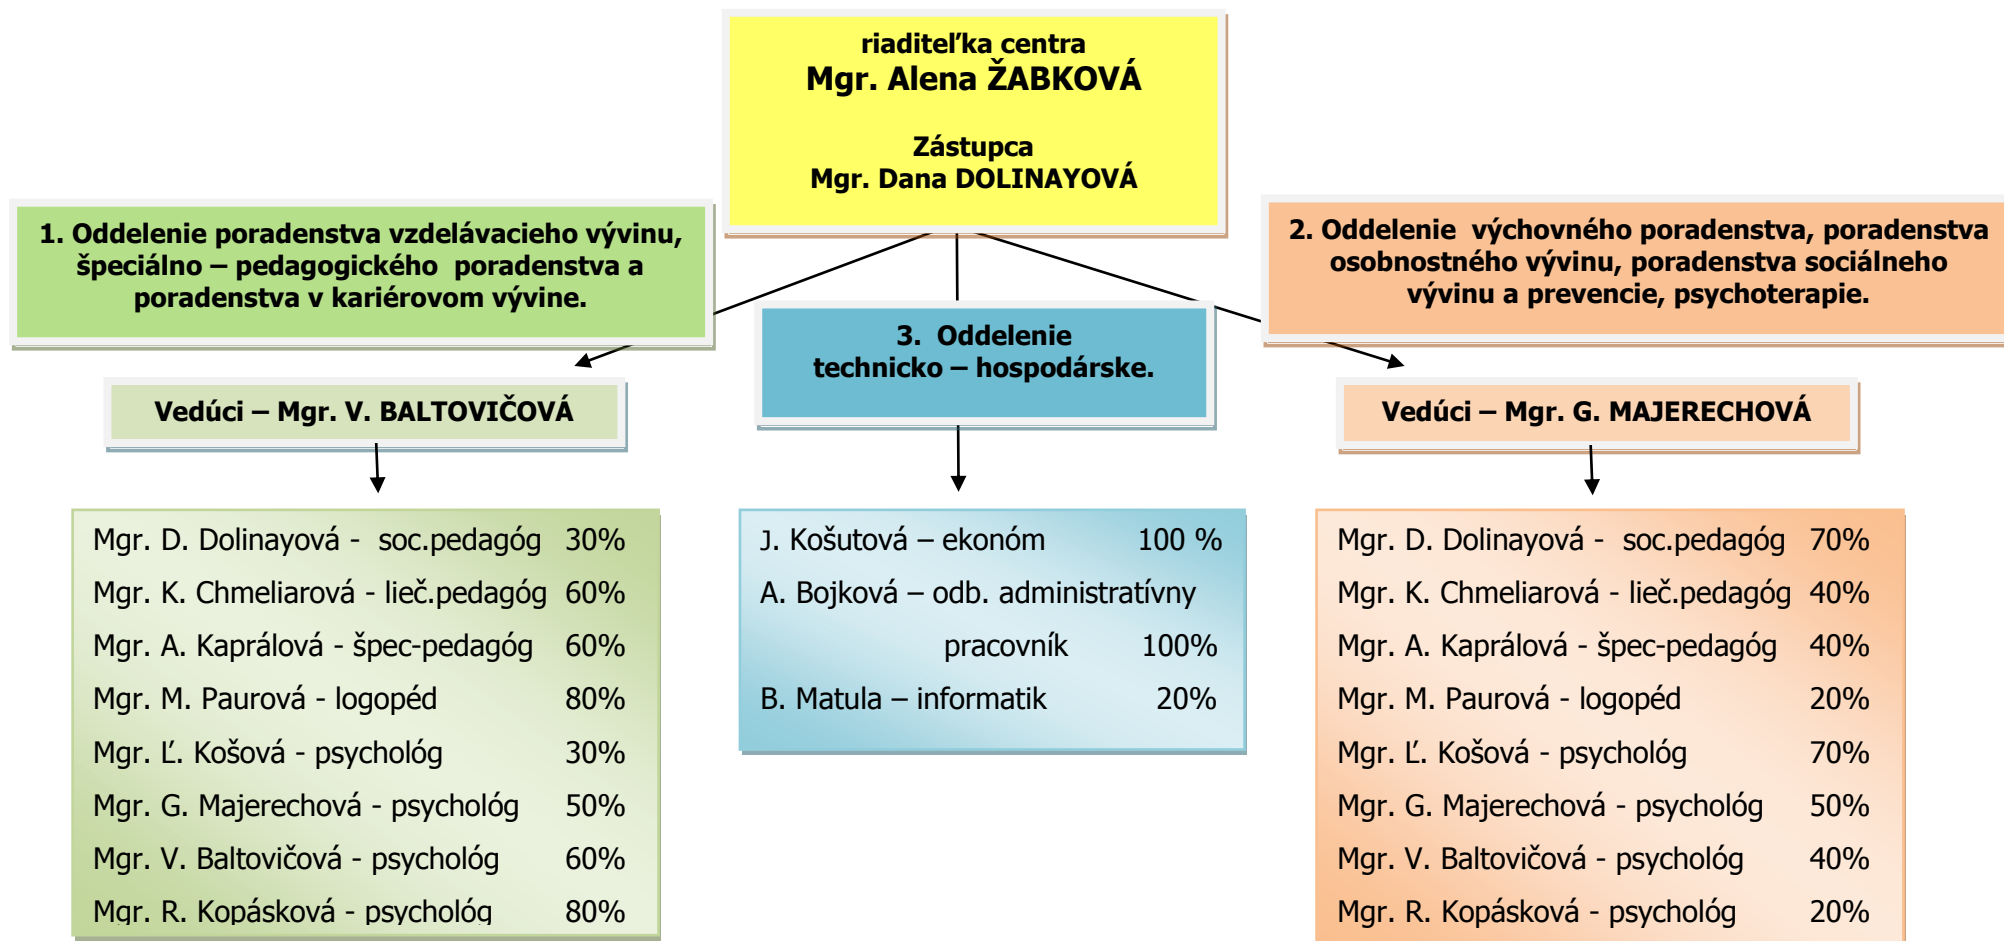 riaditeľka centra
Mgr. Alena ŽABKOVÁ
Zástupca
Mgr. Dana DOLINAYOVÁ
1. Oddelenie poradenstva vzdelávacieho vývinu,
špeciálno – pedagogického poradenstva a
poradenstva v kariérovom vývine.
Vedúci – Mgr. V. BALTOVIČOVÁ
Mgr. D. Dolinayová - soc.pedagóg 30%
Mgr. K. Chmeliarová - lieč.pedagóg 60%
Mgr. A. Kaprálová - špec-pedagóg 60%
Mgr. M. Paurová - logopéd 80%
Mgr. Ľ. Košová - psychológ 30%
Mgr. G. Majerechová - psychológ 50%
Mgr. V. Baltovičová - psychológ 60%
Mgr. R. Kopásková - psychológ 80%
3. Oddelenie
technicko – hospodárske.
J. Košutová – ekonóm 100 %
A. Bojková – odb. administratívny
pracovník 100%
B. Matula – informatik 20%
2. Oddelenie výchovného poradenstva, poradenstva
osobnostného vývinu, poradenstva sociálneho
vývinu a prevencie, psychoterapie.
Vedúci – Mgr. G. MAJERECHOVÁ
Mgr. D. Dolinayová - soc.pedagóg 70%
Mgr. K. Chmeliarová - lieč.pedagóg 40%
Mgr. A. Kaprálová - špec-pedagóg 40%
Mgr. M. Paurová - logopéd 20%
Mgr. Ľ. Košová - psychológ 70%
Mgr. G. Majerechová - psychológ 50%
Mgr. V. Baltovičová - psychológ 40%
Mgr. R. Kopásková - psychológ 20%